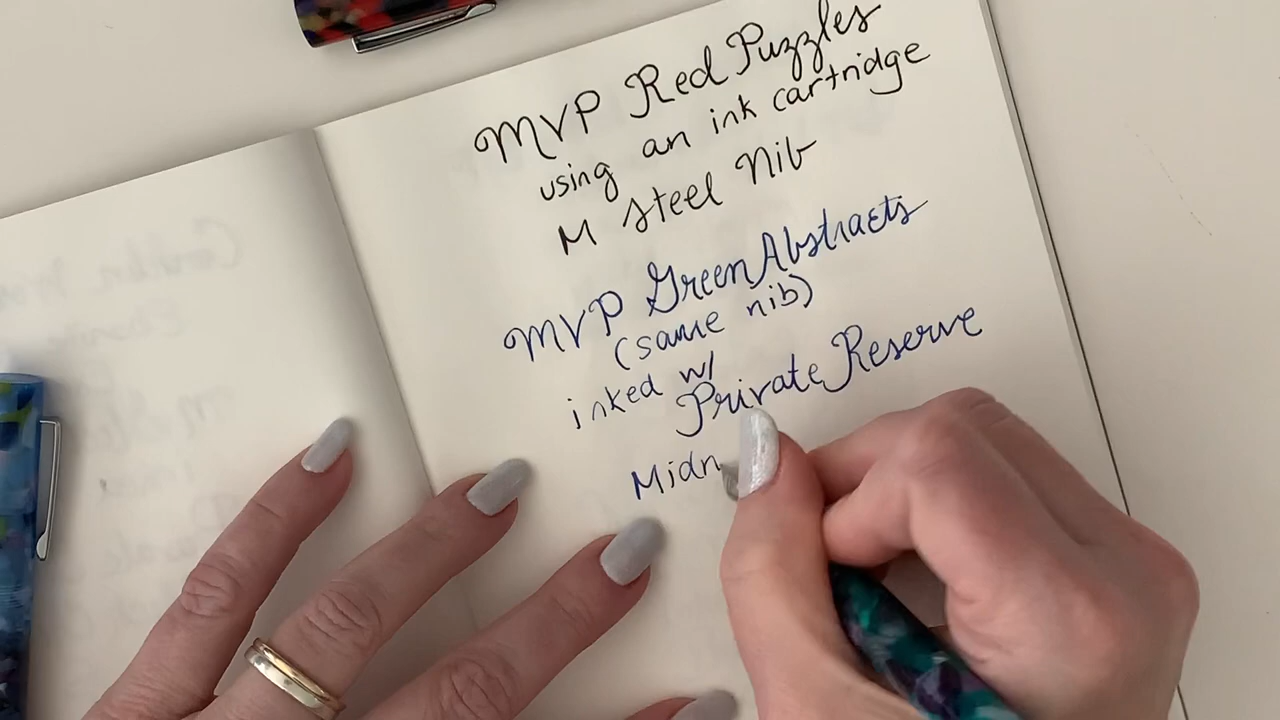 MVP Red Puzzles
using an ink cartridge
M Steel Nib
MVP Green Abstracts
(same nib)
inked w/
Private Reserve
Midn